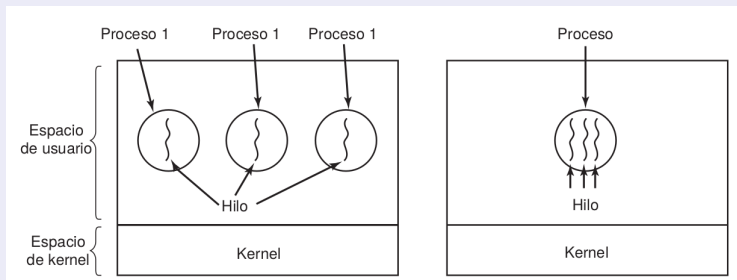 Proceso 1
Proceso 1
Proceso 1
Proceso
Espacio
de usuario
Hilo
Hilo
Espacio
de kernel
Kernel
Kernel